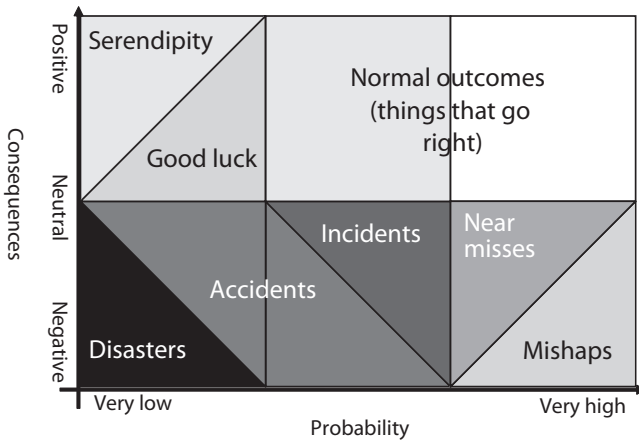 Positive
Serendipity
Normal outcomes
(things that go
right)
Good luck
Consequences
Neutral
Incidents
Near
misses
Accidents
Negative
Disasters
Mishaps
Very low
Very high
Probability